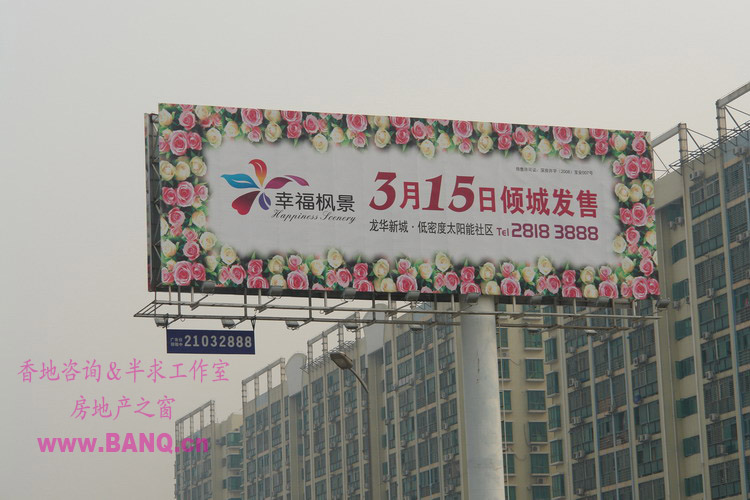 幸福枫景
Happiness Scenery
3月15日倾城发售
龙华新城·低密度太阳能社区 Tel 2818 3888
21032888
香地咨询&半求工作室
房地产之窗
www.BANQ.cn